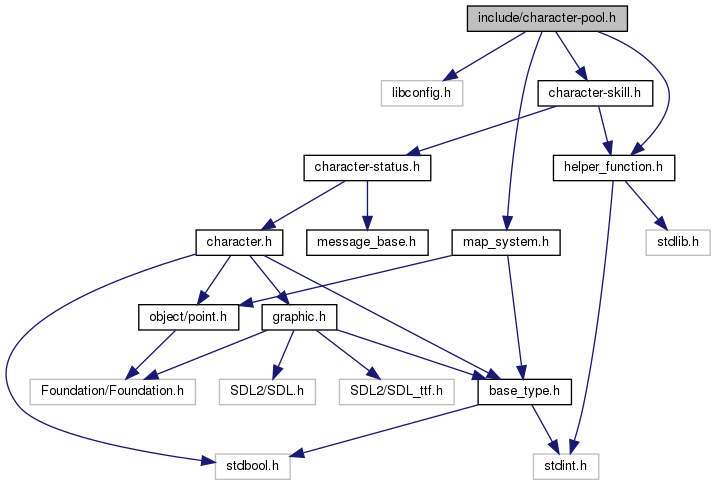 include/character-pool.h
libconfig.h
character-skill.h
character-status.h
helper_function.h
character.h
message_base.h
map_system.h
stdlib.h
object/point.h
graphic.h
Foundation/Foundation.h
SDL2/SDL.h
SDL2/SDL_ttf.h
base_type.h
stdbool.h
stdint.h